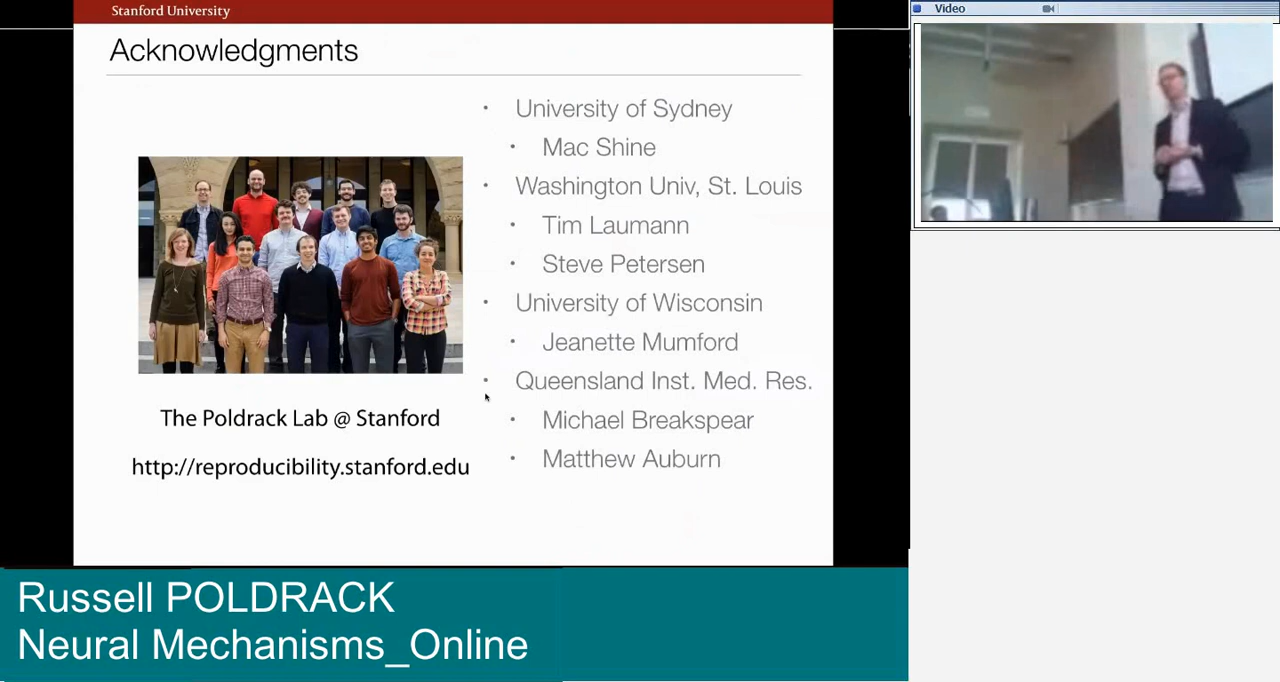 Stanford University
Acknowledgments
University of Sydney
Mac Shine
Washington Univ, St. Louis
Tim Laumann
Steve Petersen
University of Wisconsin
Jeanette Mumford
Queensland Inst. Med. Res.
Michael Breakspear
Matthew Auburn
The Poldrack Lab @ Stanford
http://reproducibility.stanford.edu
Russell POLDRACK
Neural Mechanisms_Online
Video